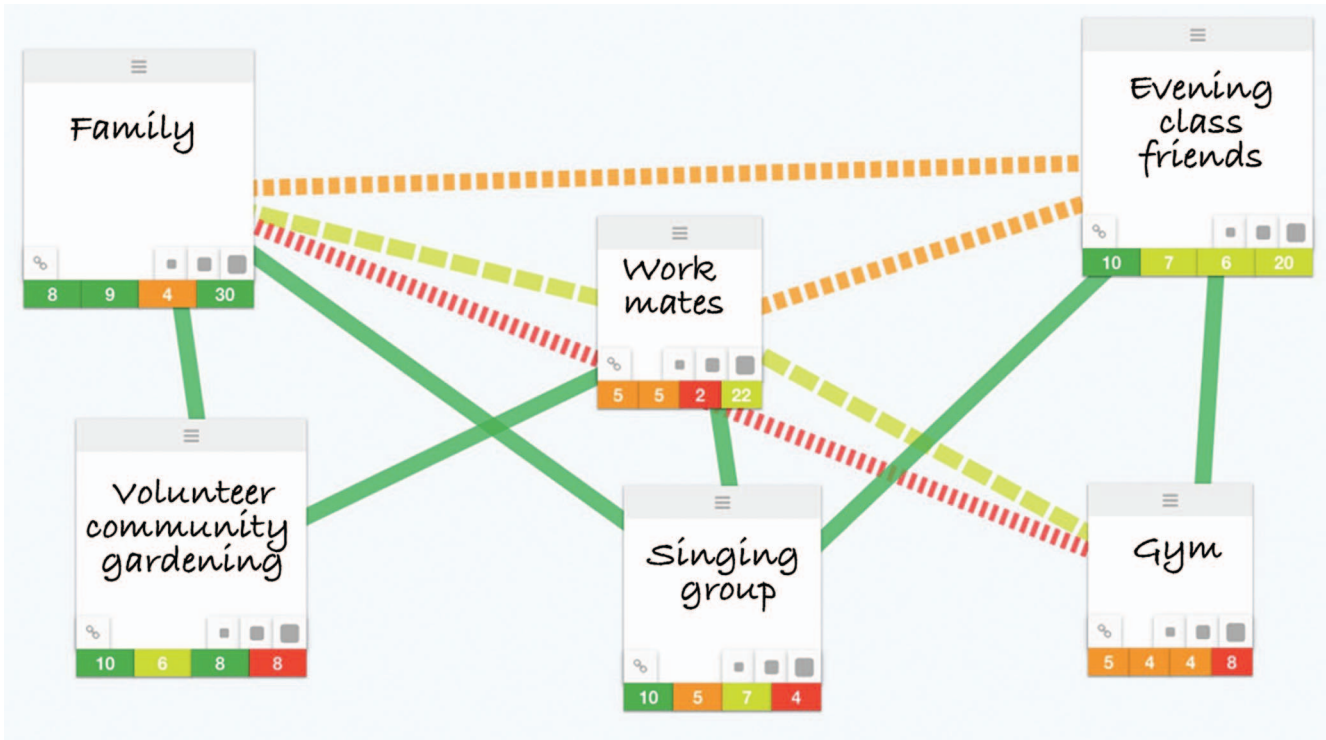 Family
8 9 4 30
Evening
class
friends
10 7 6 20
Work
mates
5 5 2 22
Volunteer
community
gardening
10 6 8 8
Singing
group
10 5 7 4
Gym
5 4 4 8